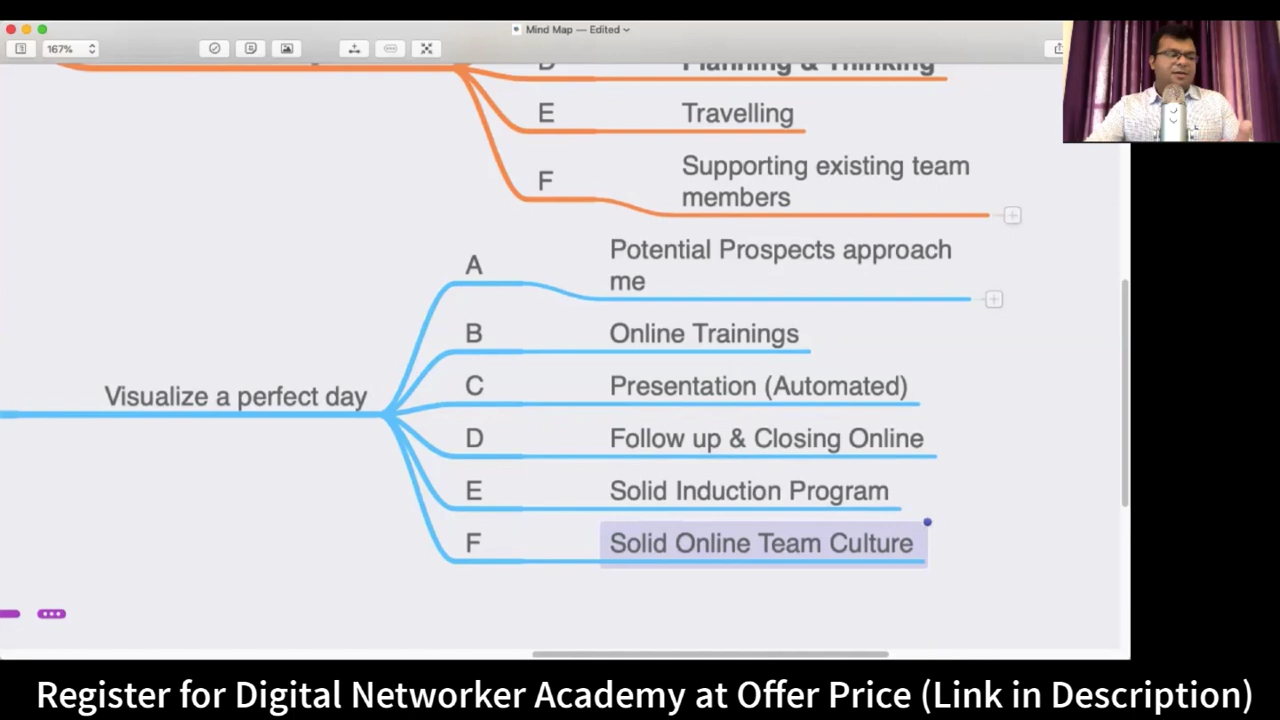 Mind Map — Edited
167%
D Planning & Thinking
E Travelling
F Supporting existing team
members
A Potential Prospects approach
me
B Online Trainings
C Presentation (Automated)
Visualize a perfect day
D Follow up & Closing Online
E Solid Induction Program
F Solid Online Team Culture
Register for Digital Networker Academy at Offer Price (Link in Description)